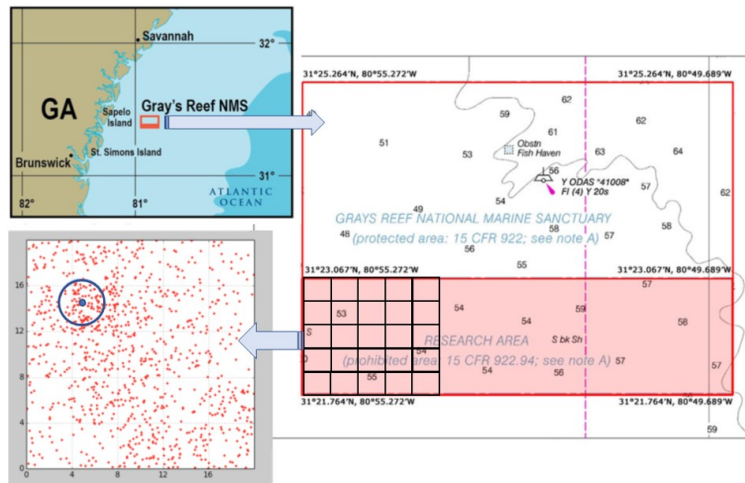 Savannah
32°
GA
Gray's Reef NMS
Sapelo
Island
St. Simons Island
Brunswick
31°
82°
81°
ATLANTIC
OCEAN
31°25.264'N, 80°55.272'W
31°25.264'N, 80°49.689'W
62
59
62
51
61
Obstn
Fish Haven
53
63
64
56
Y ODAS "41008"
Fl (4) Y 20s
57
62
54
49
GRAYS REEF NATIONAL MARINE SANCTUARY
58
57
58
48
(protected area: 15 CFR 922; see note A)
56
55
31°23.067'N, 80°55.272'W
31°23.067'N, 80°49.689'W
57
53
54
59
54
58
S
RESEARCH AREA
S bk Sh
54
(prohibited area: 15 CFR 922.94; see note A)
57
57
55
54
56
31°21.764'N, 80°55.272'W
31°21.764'N, 80°49.689'W
59
16
12
8
4
0
0
4
8
12
16